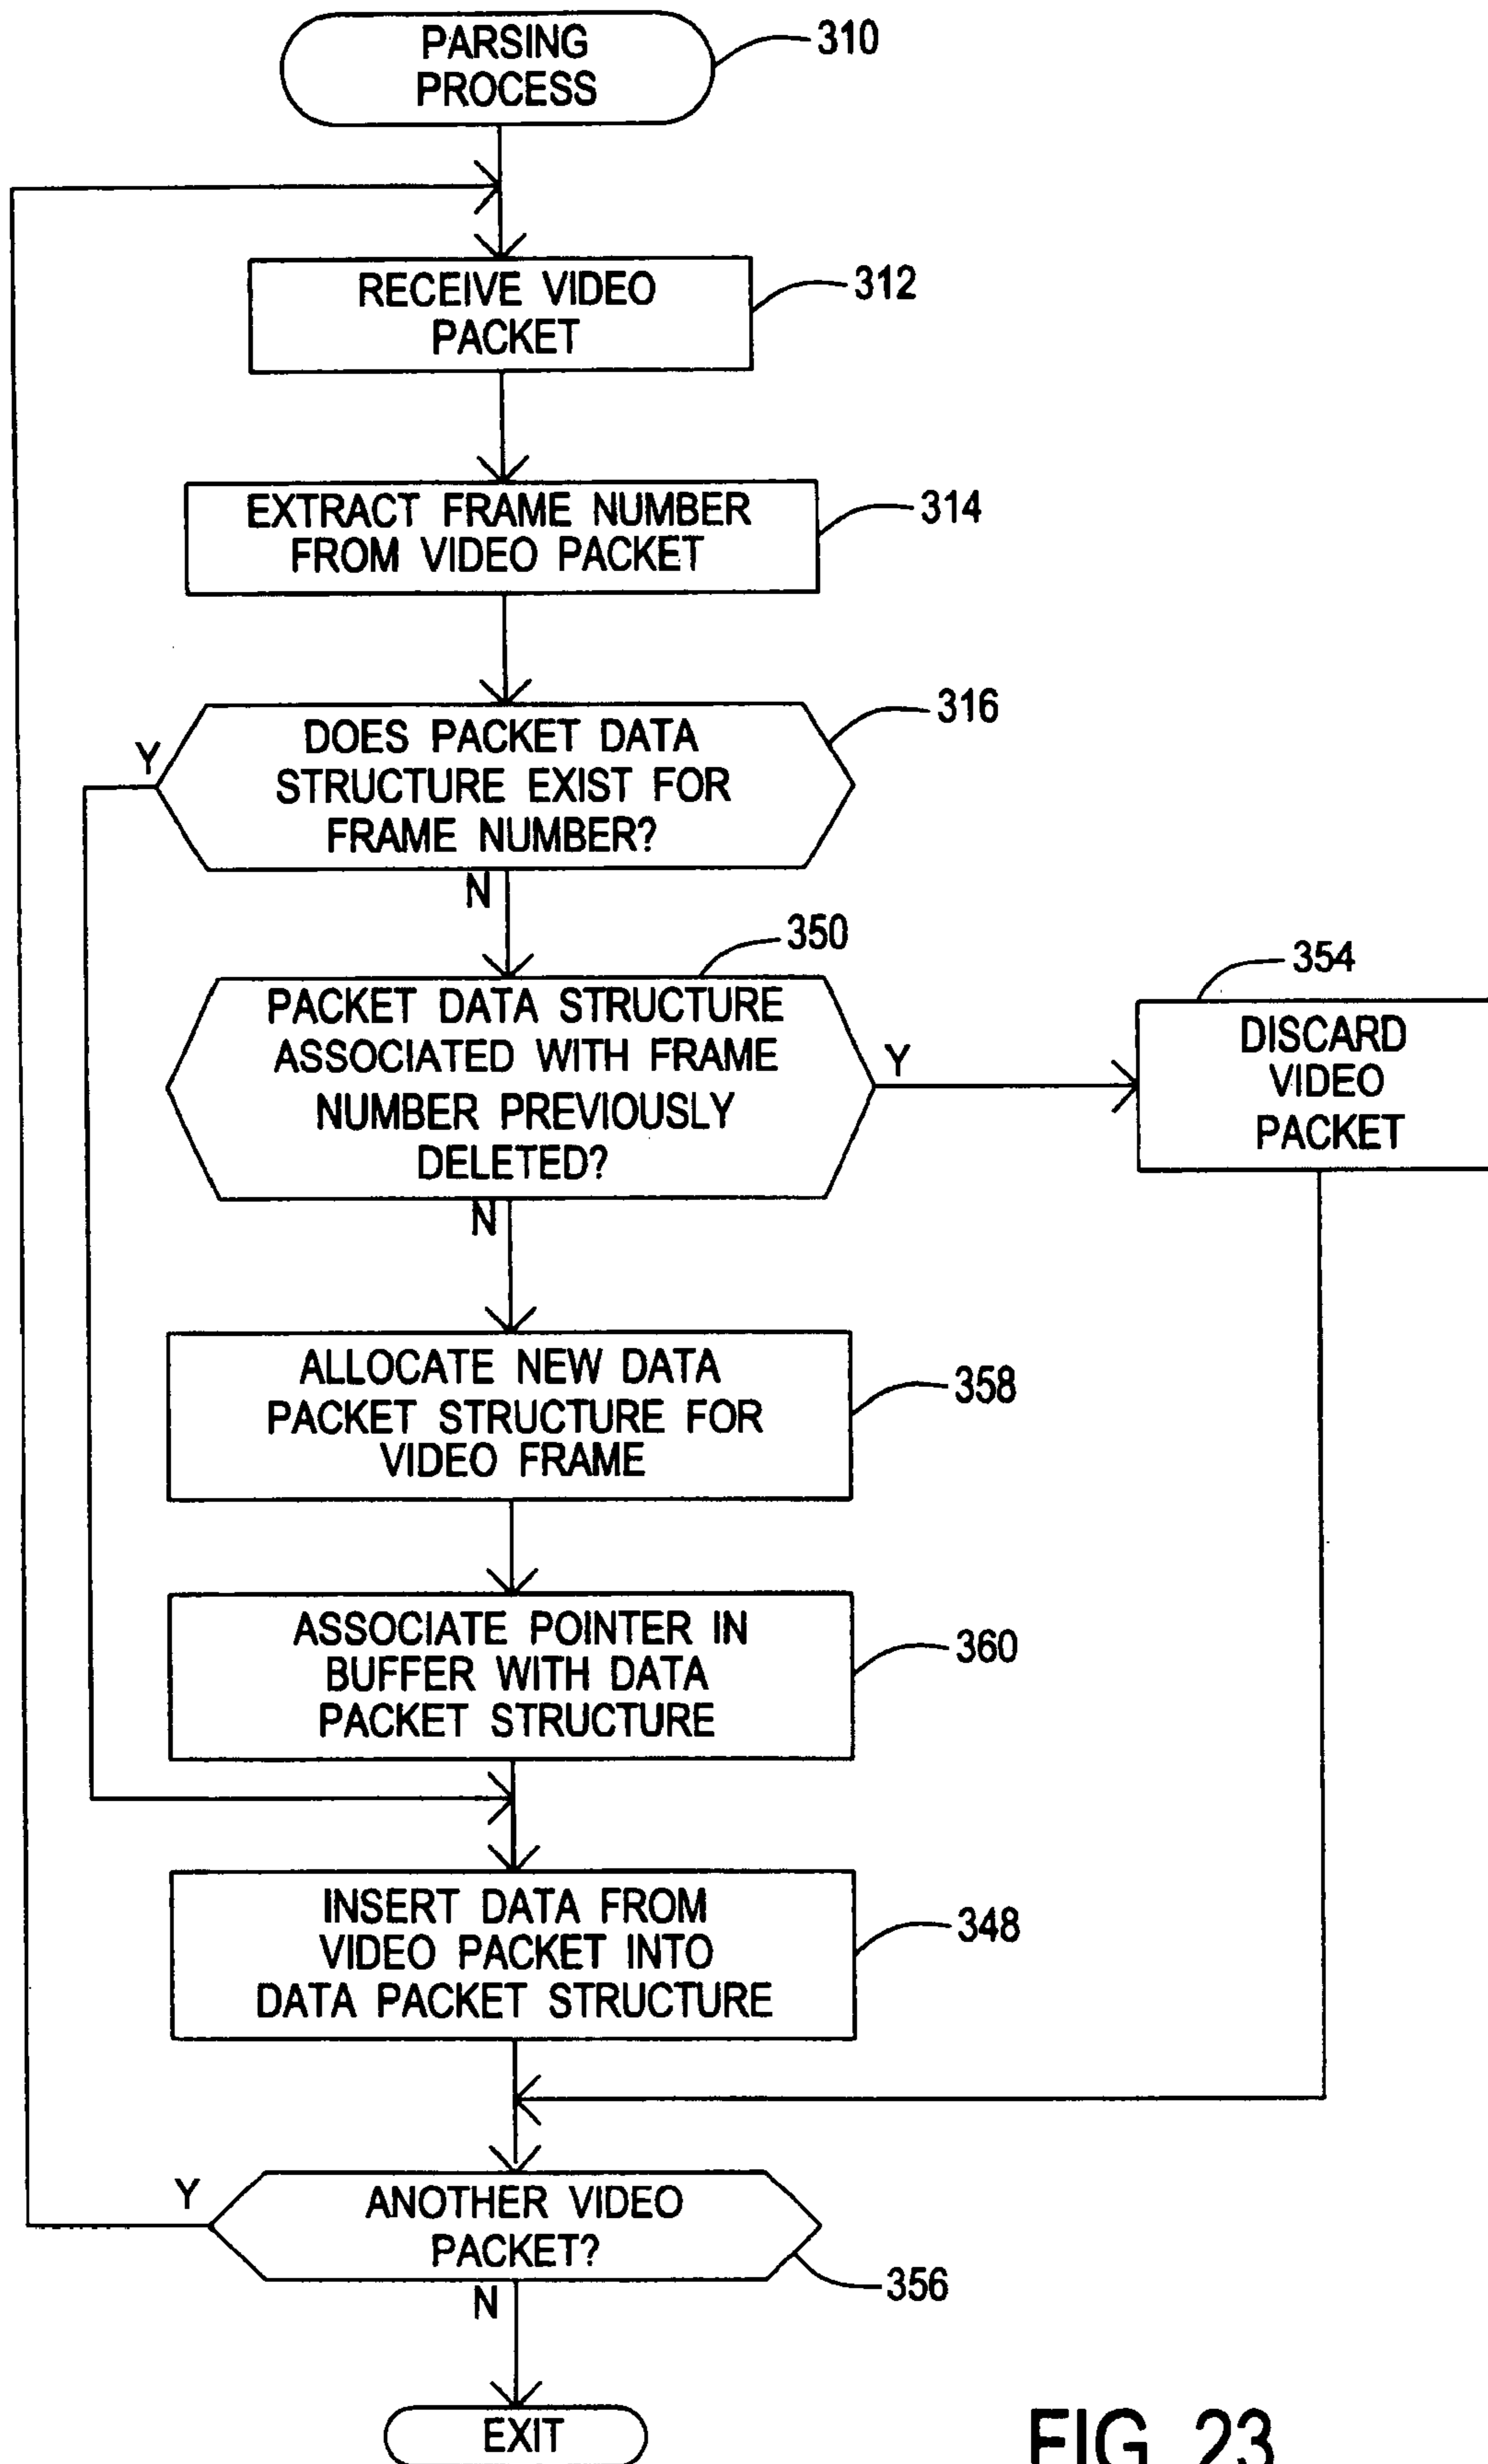 PARSING
PROCESS
310
RECEIVE VIDEO
PACKET
312
EXTRACT FRAME NUMBER
FROM VIDEO PACKET
314
DOES PACKET DATA
STRUCTURE EXIST FOR
FRAME NUMBER?
316
Y
N
PACKET DATA STRUCTURE
ASSOCIATED WITH FRAME
NUMBER PREVIOUSLY
DELETED?
350
Y
N
DISCARD
VIDEO
PACKET
354
ALLOCATE NEW DATA
PACKET STRUCTURE FOR
VIDEO FRAME
358
ASSOCIATE POINTER IN
BUFFER WITH DATA
PACKET STRUCTURE
360
INSERT DATA FROM
VIDEO PACKET INTO
DATA PACKET STRUCTURE
348
ANOTHER VIDEO
PACKET?
356
Y
N
EXIT
FIG. 23